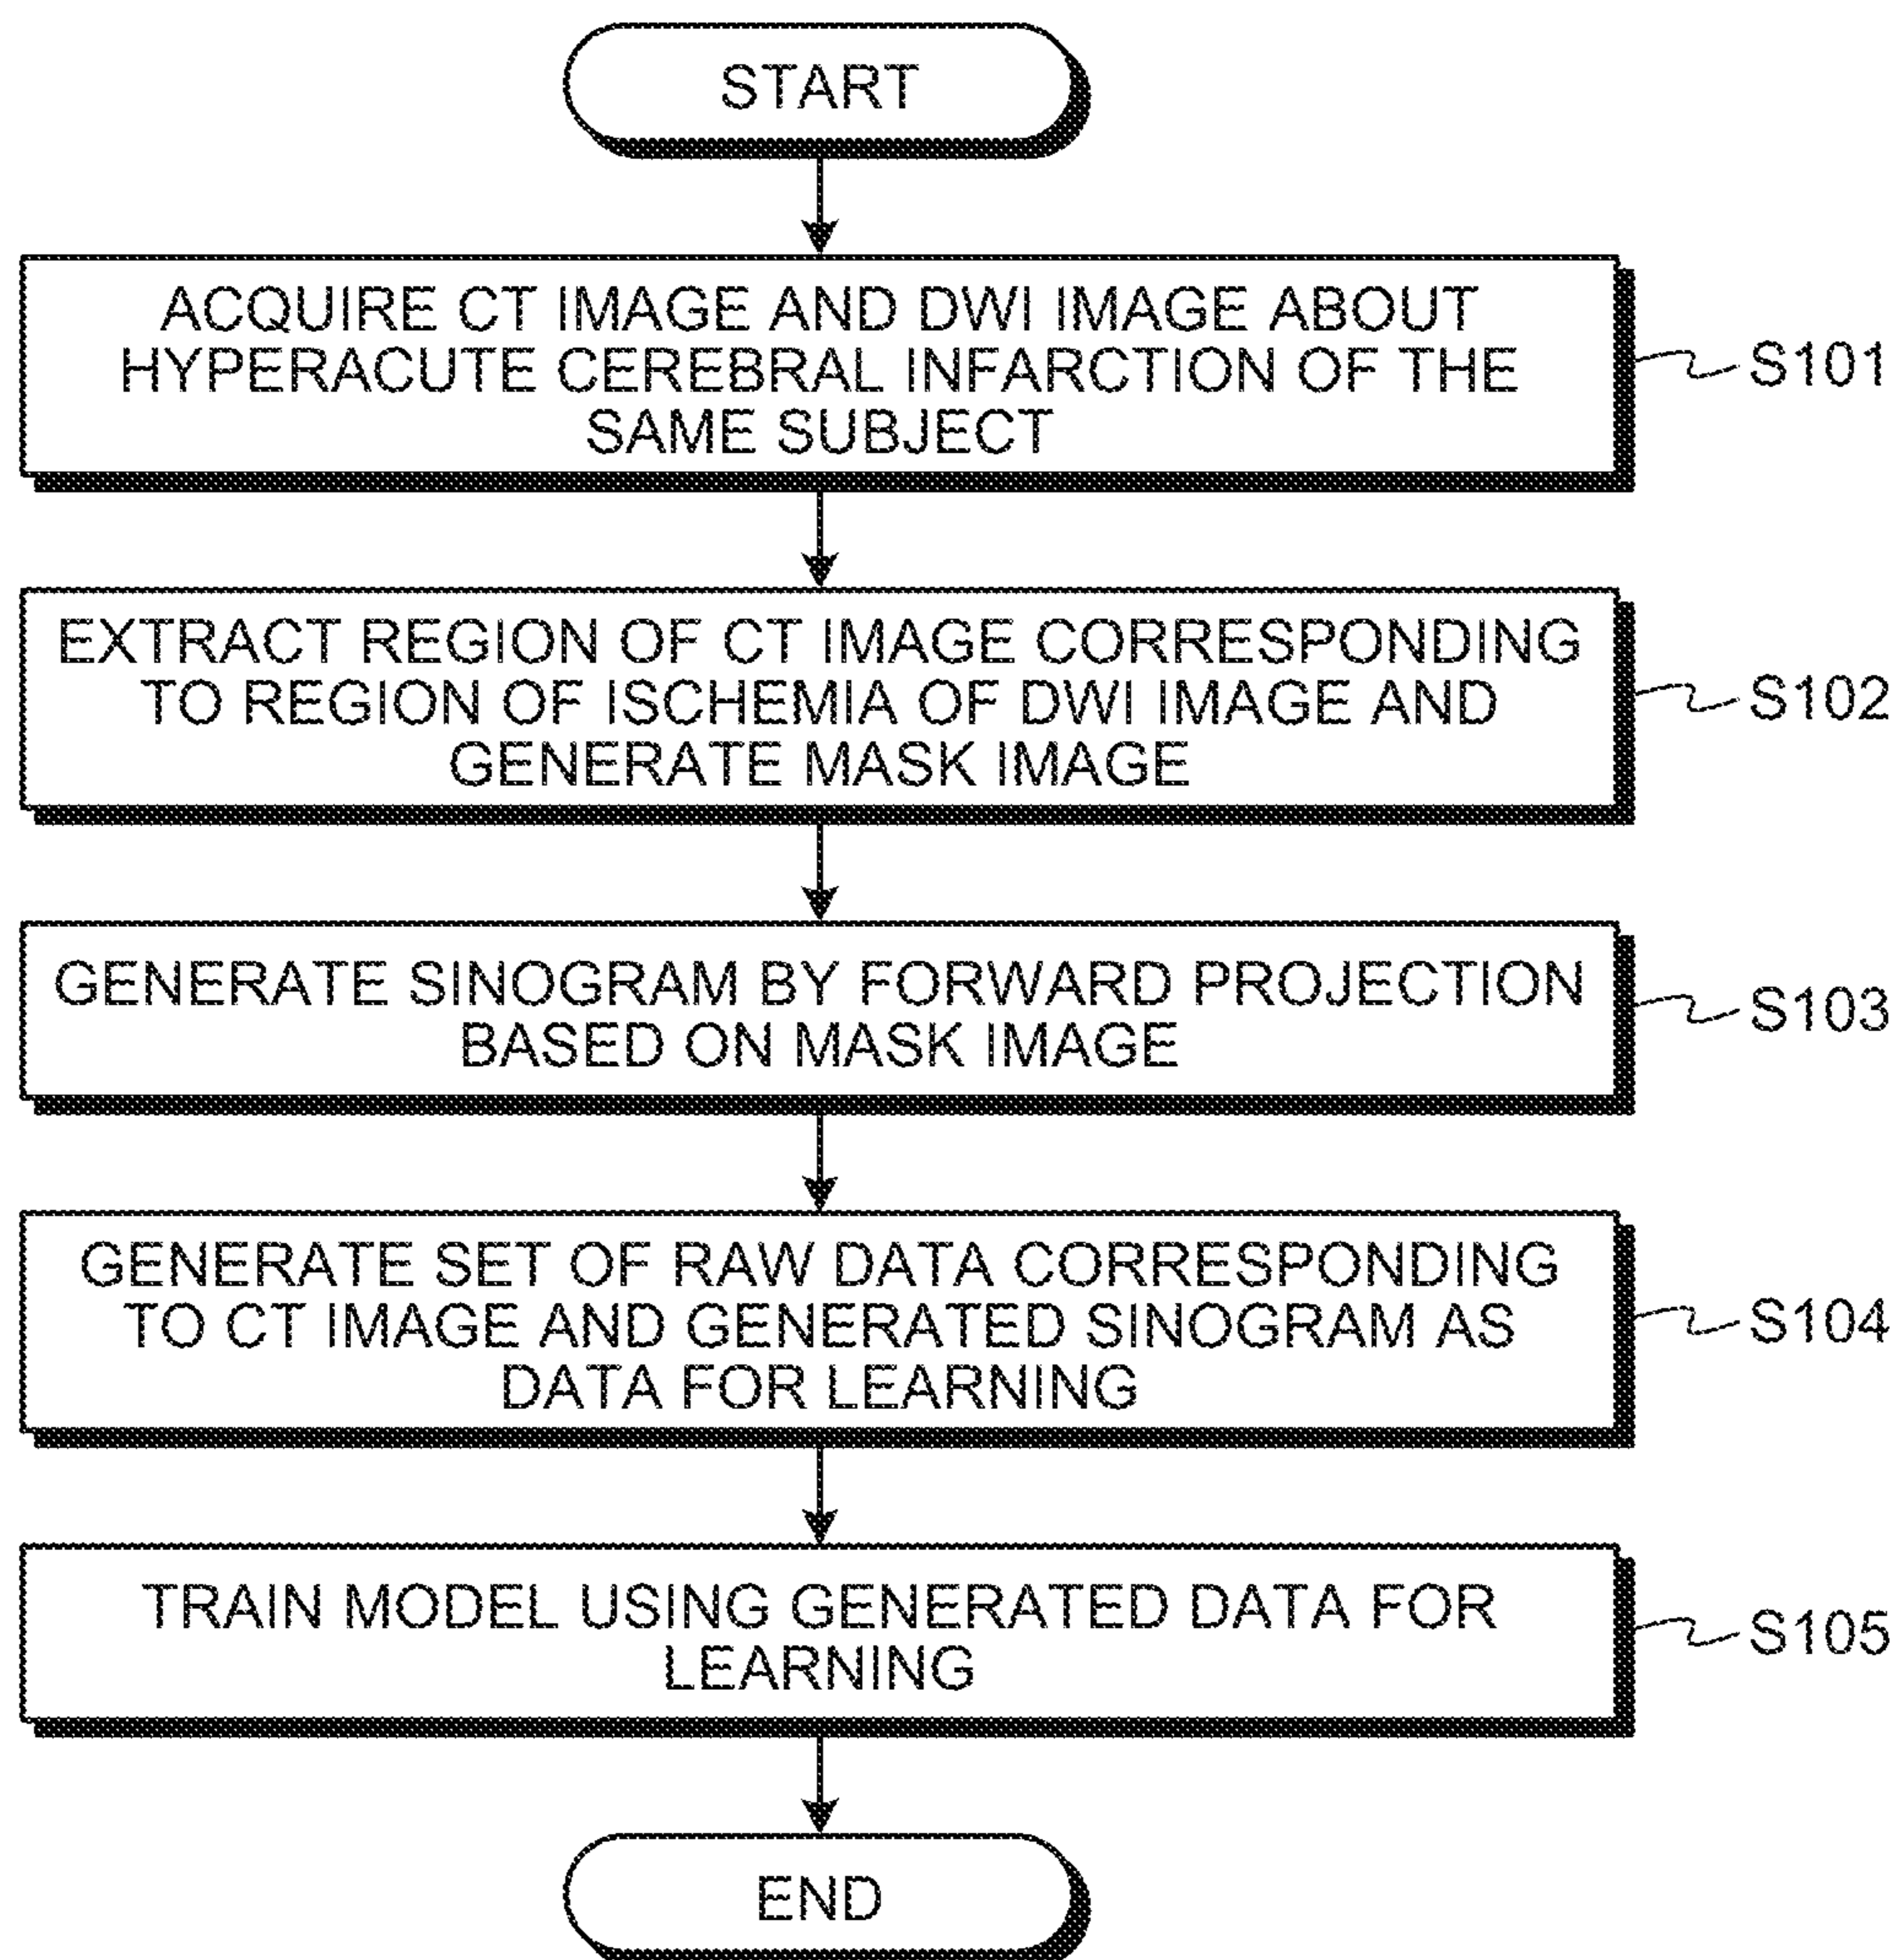 START
ACQUIRE CT IMAGE AND DWI IMAGE ABOUT
HYPERACUTE CEREBRAL INFARCTION OF THE
SAME SUBJECT
S101
EXTRACT REGION OF CT IMAGE CORRESPONDING
TO REGION OF ISCHEMIA OF DWI IMAGE AND
GENERATE MASK IMAGE
S102
GENERATE SINOGRAM BY FORWARD PROJECTION
BASED ON MASK IMAGE
S103
GENERATE SET OF RAW DATA CORRESPONDING
TO CT IMAGE AND GENERATED SINOGRAM AS
DATA FOR LEARNING
S104
TRAIN MODEL USING GENERATED DATA FOR
LEARNING
S105
END